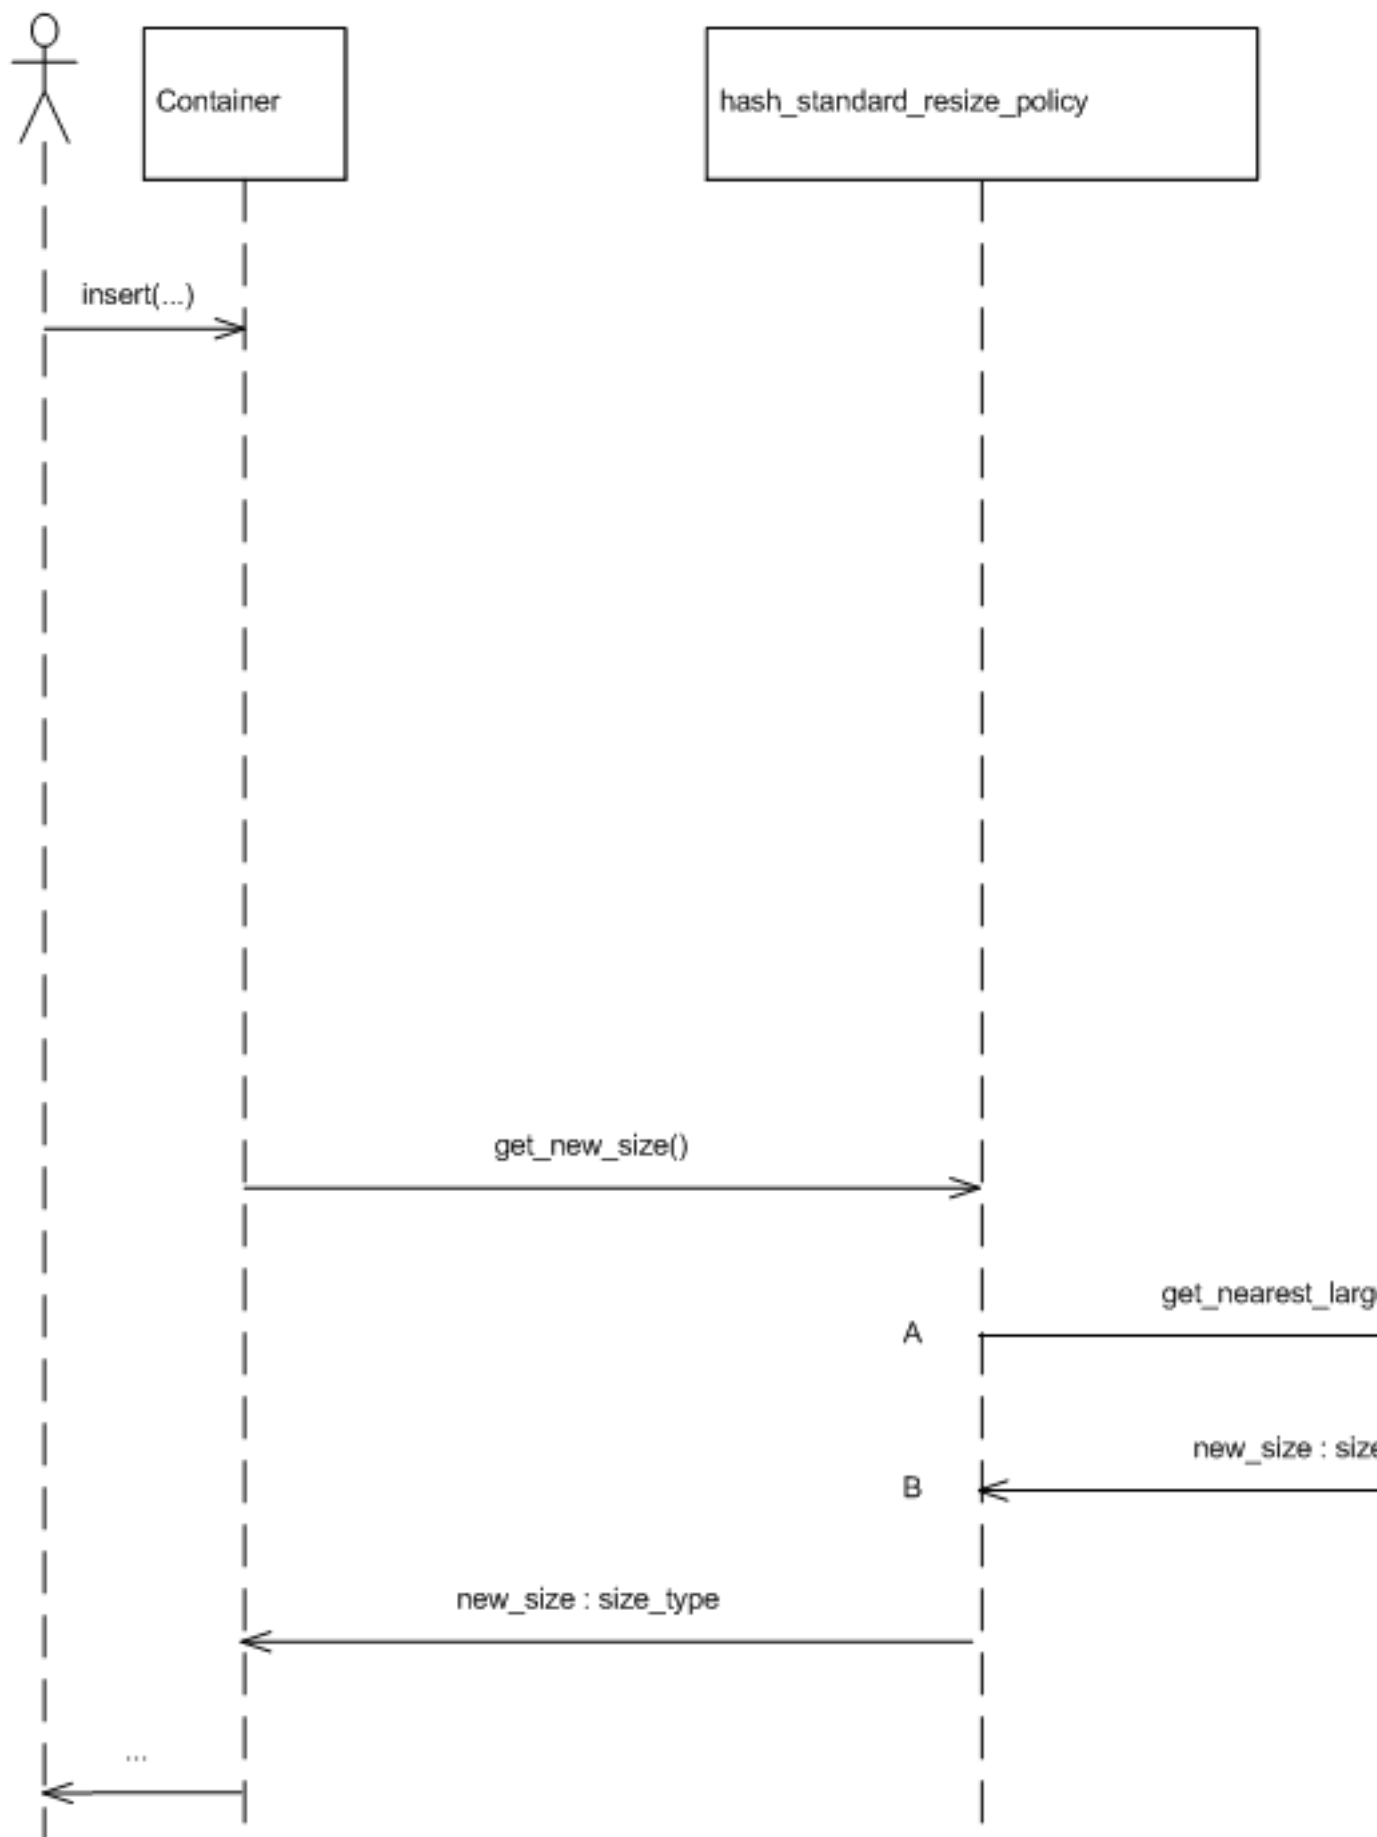 Container
hash_standard_resize_policy
insert(...)
get_new_size()
get_nearest_larg
A
new_size : size
B
new_size : size_type
...